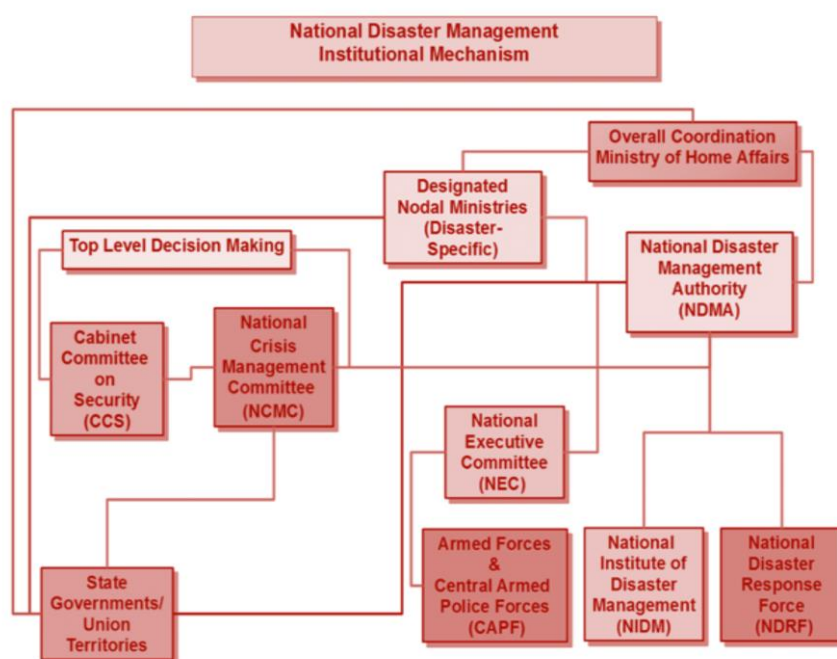 National Disaster Management
Institutional Mechanism
Overall Coordination
Ministry of Home Affairs
Designated
Nodal Ministries
(Disaster-
Specific)
Top Level Decision Making
National Disaster
Management
Authority
(NDMA)
Cabinet
Committee
on
Security
(CCS)
National
Crisis
Management
Committee
(NCMC)
National
Executive
Committee
(NEC)
State
Governments/
Union
Territories
Armed Forces
&
Central Armed
Police Forces
(CAPF)
National
Institute of
Disaster
Management
(NIDM)
National
Disaster
Response
Force
(NDRF)